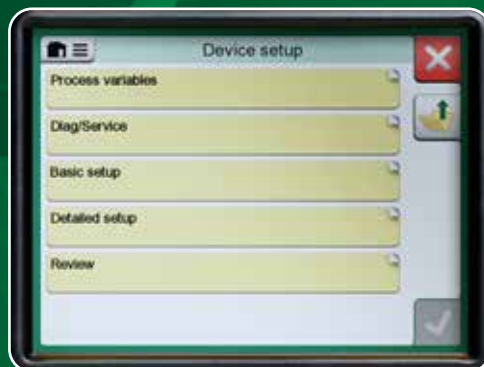 Device setup
Process variables
Diag/Service
Basic setup
Detailed setup
Review